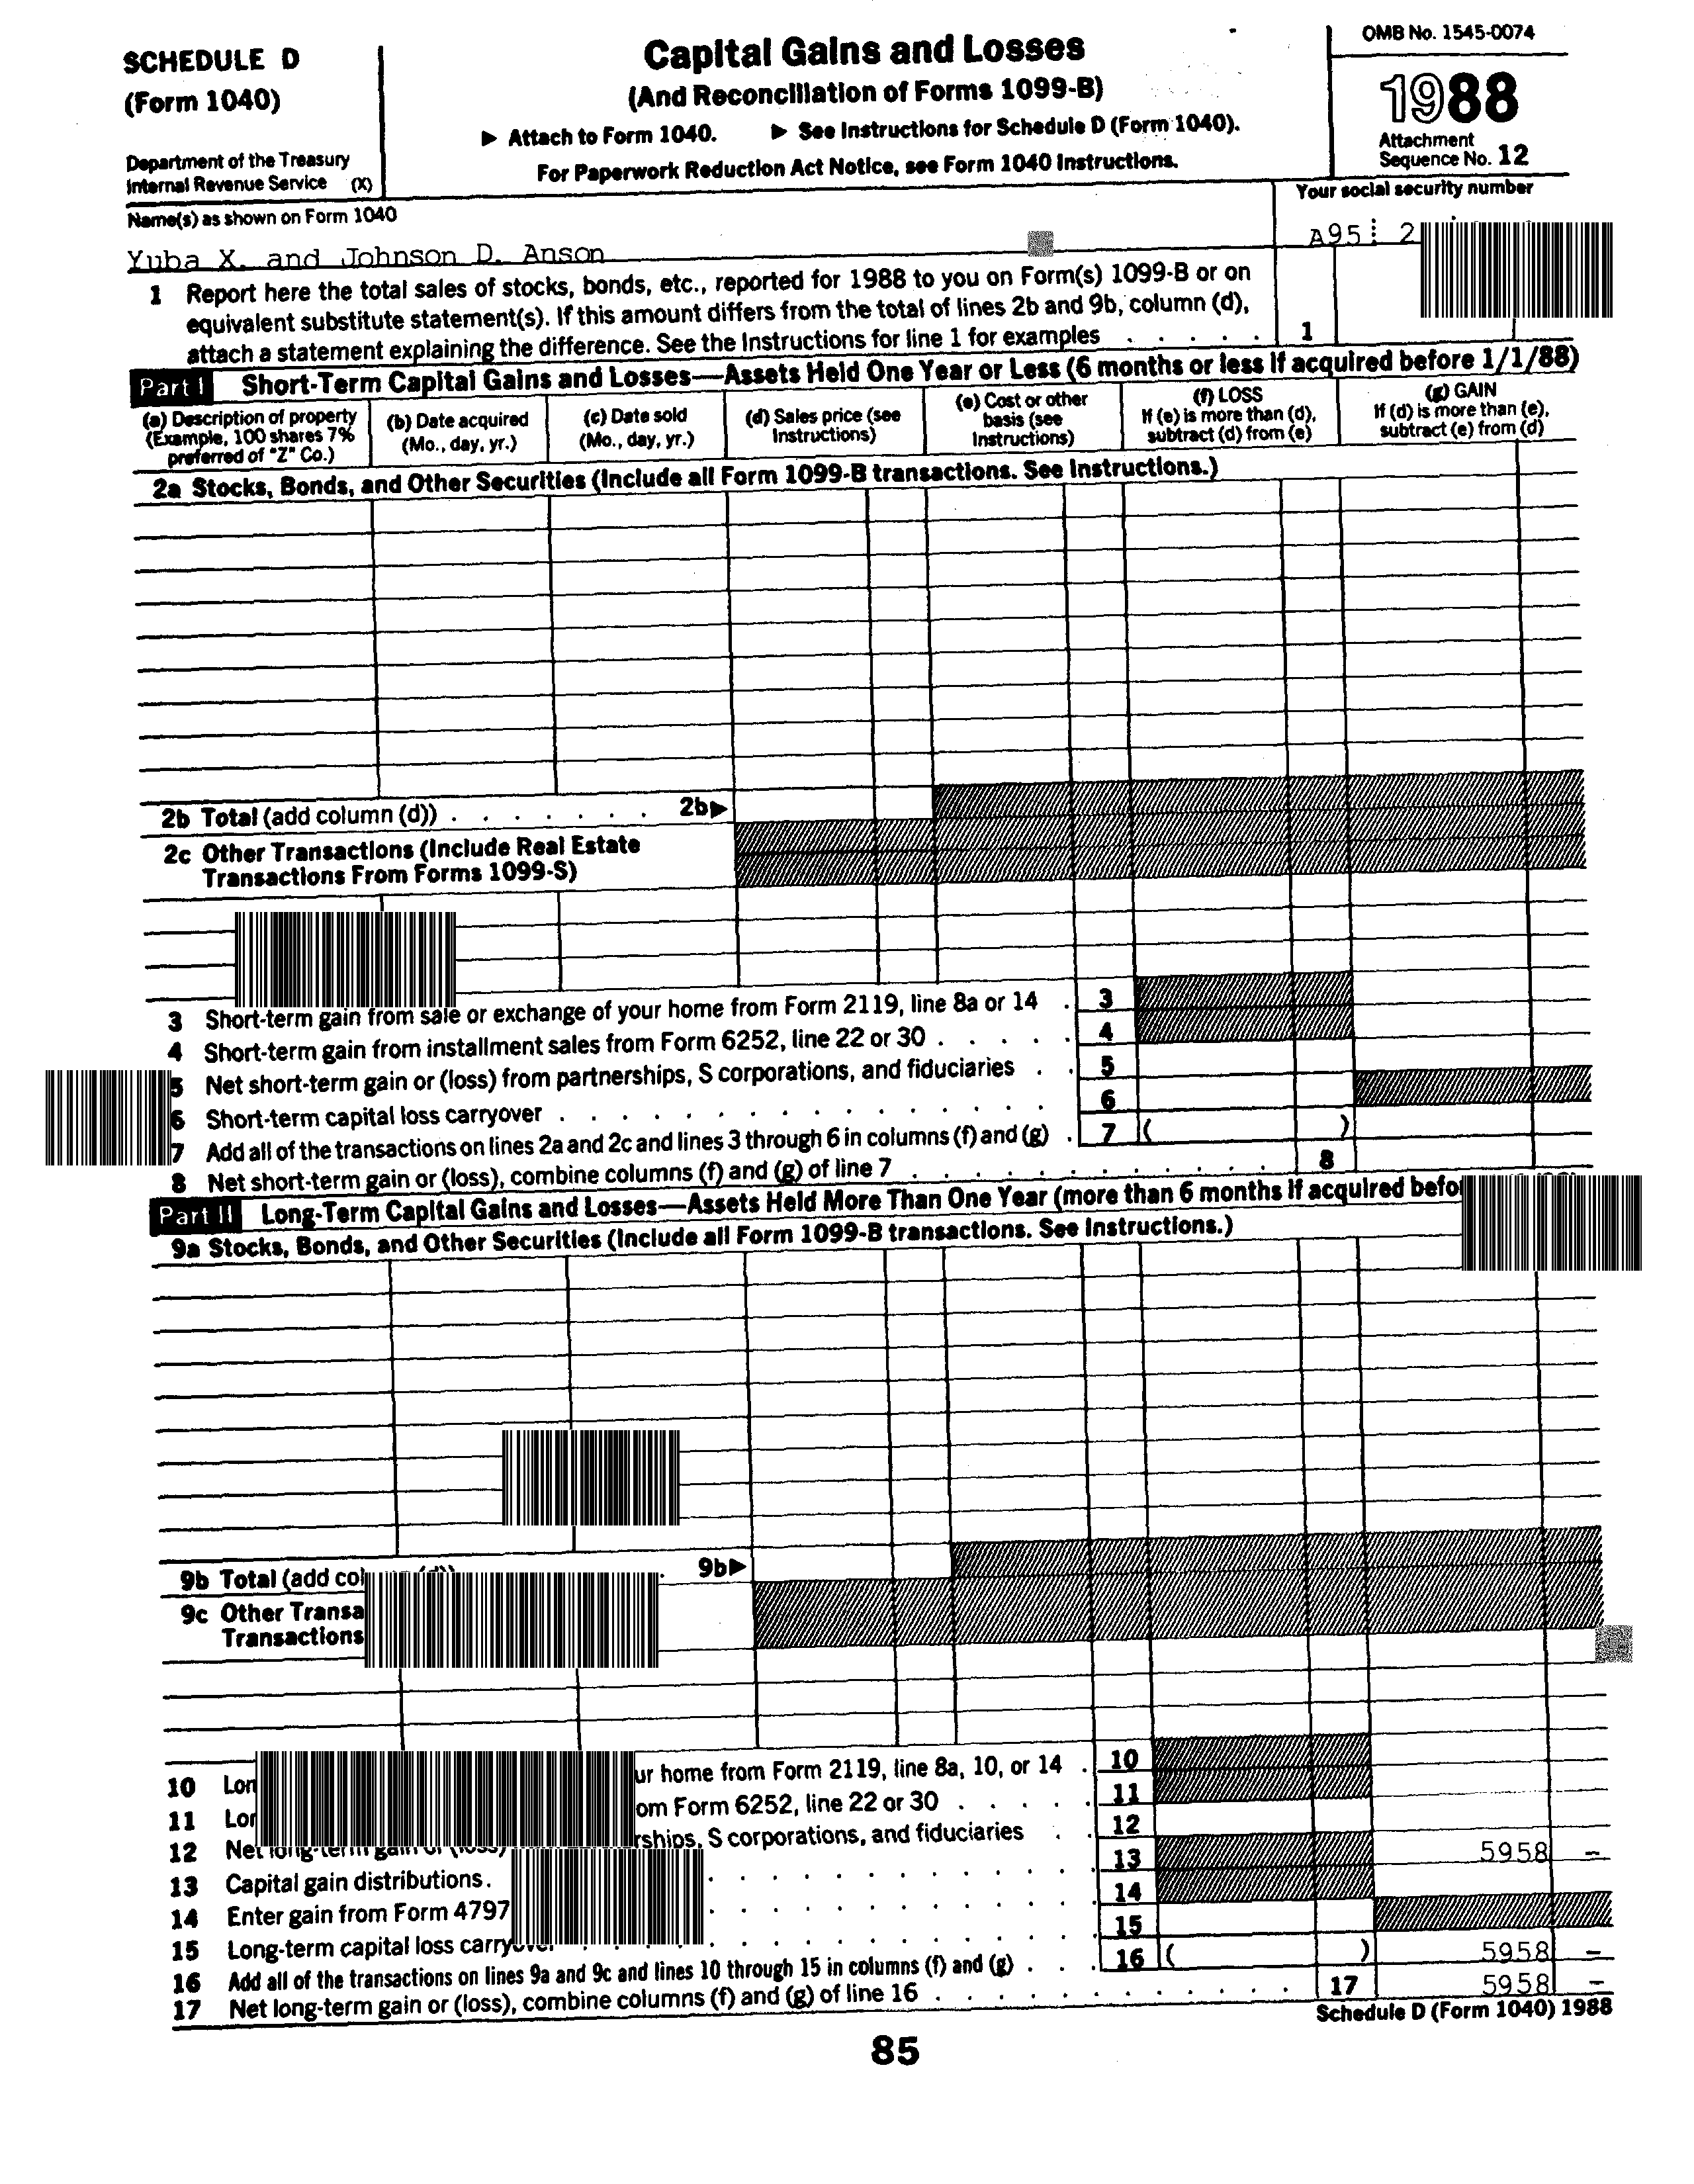 SCHEDULE D
(Form 1040)
Department of the Treasury
Internal Revenue Service (X)
Capital Gains and Losses
(And Reconciliation of Forms 1099-B)
▶ Attach to Form 1040. ▶ See Instructions for Schedule D (Form 1040).
For Paperwork Reduction Act Notice, see Form 1040 Instructions.
OMB No. 1545-0074
1988
Attachment
Sequence No. 12
Name(s) as shown on Form 1040
Your social security number
Yuba X. and Johnson D. Anson
A95 2
1 Report here the total sales of stocks, bonds, etc., reported for 1988 to you on Form(s) 1099-B or on
equivalent substitute statement(s). If this amount differs from the total of lines 2b and 9b, column (d),
attach a statement explaining the difference. See the Instructions for line 1 for examples . . . . . 1
Part I Short-Term Capital Gains and Losses—Assets Held One Year or Less (6 months or less if acquired before 1/1/88)
(a) Description of property
(Example, 100 shares 7%
preferred of "Z" Co.)
(b) Date acquired
(Mo., day, yr.)
(c) Date sold
(Mo., day, yr.)
(d) Sales price (see
Instructions)
(e) Cost or other
basis (see
Instructions)
(f) LOSS
If (e) is more than (d),
subtract (d) from (e)
(g) GAIN
If (d) is more than (e),
subtract (e) from (d)
2a Stocks, Bonds, and Other Securities (Include all Form 1099-B transactions. See Instructions.)
2b Total (add column (d)) . . . . . . . 2b▶
2c Other Transactions (Include Real Estate
Transactions From Forms 1099-S)
3 Short-term gain from sale or exchange of your home from Form 2119, line 8a or 14 . 3
4 Short-term gain from installment sales from Form 6252, line 22 or 30 . . . . . 4
5 Net short-term gain or (loss) from partnerships, S corporations, and fiduciaries . . 5
6 Short-term capital loss carryover . . . . . . . . . . . . . . . 6
7 Add all of the transactions on lines 2a and 2c and lines 3 through 6 in columns (f) and (g) . 7 ( )
8 Net short-term gain or (loss), combine columns (f) and (g) of line 7 . . . . . . . . . . . 8
Part II Long-Term Capital Gains and Losses—Assets Held More Than One Year (more than 6 months if acquired befo
9a Stocks, Bonds, and Other Securities (Include all Form 1099-B transactions. See Instructions.)
9b Total (add col 9b▶
9c Other Transa
Transactions
10 Lon ur home from Form 2119, line 8a, 10, or 14 . 10
11 Lor om Form 6252, line 22 or 30 . . . . . 11
12 Net long-term gain or (loss) rships, S corporations, and fiduciaries . . 12
13 Capital gain distributions. . . . . . . . . . . 13 5958 –
14 Enter gain from Form 4797 . . . . . . . . . . . 14
15 Long-term capital loss carryover . . . . . . . . . . . 15
16 Add all of the transactions on lines 9a and 9c and lines 10 through 15 in columns (f) and (g) . . . 16 ( ) 5958 –
17 Net long-term gain or (loss), combine columns (f) and (g) of line 16 . . . . . . . . . . . . 17 5958 –
Schedule D (Form 1040) 1988
85